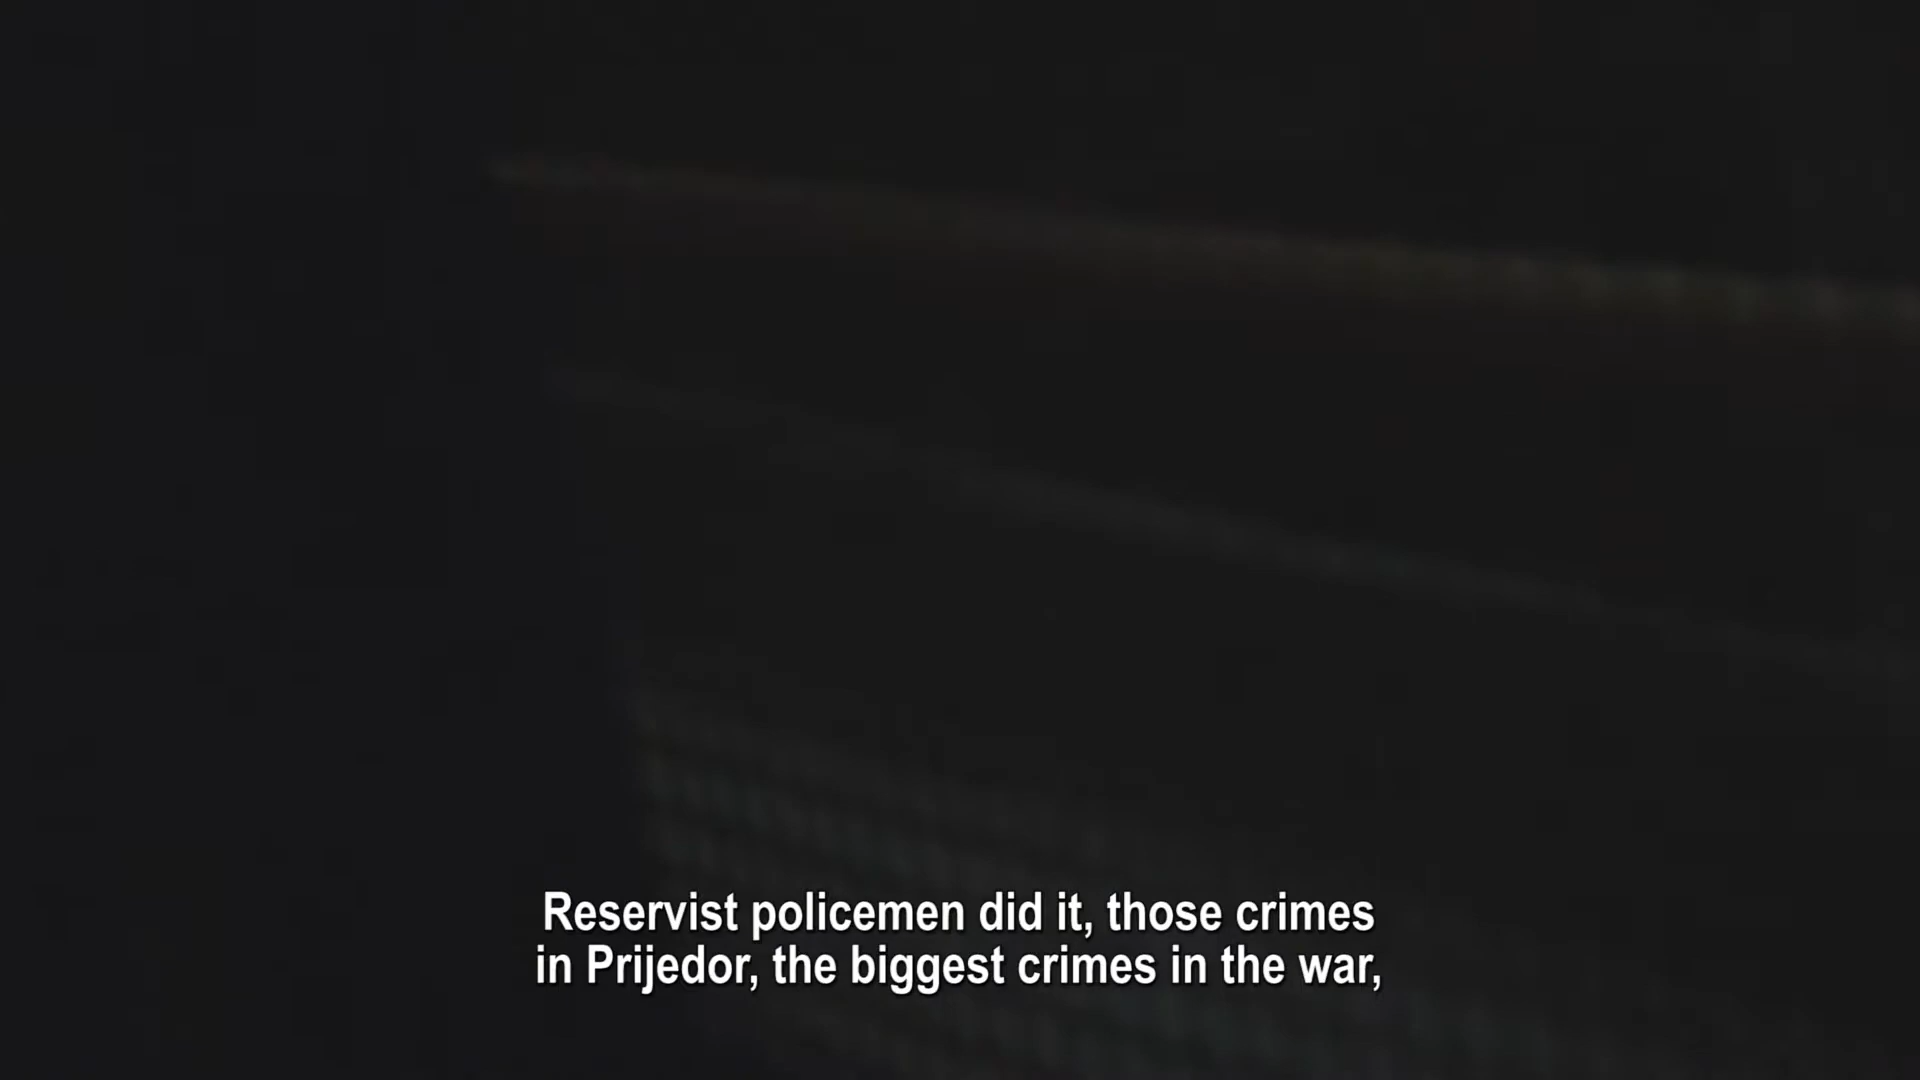 Reservist policemen did it, those crimes
in Prijedor, the biggest crimes in the war,